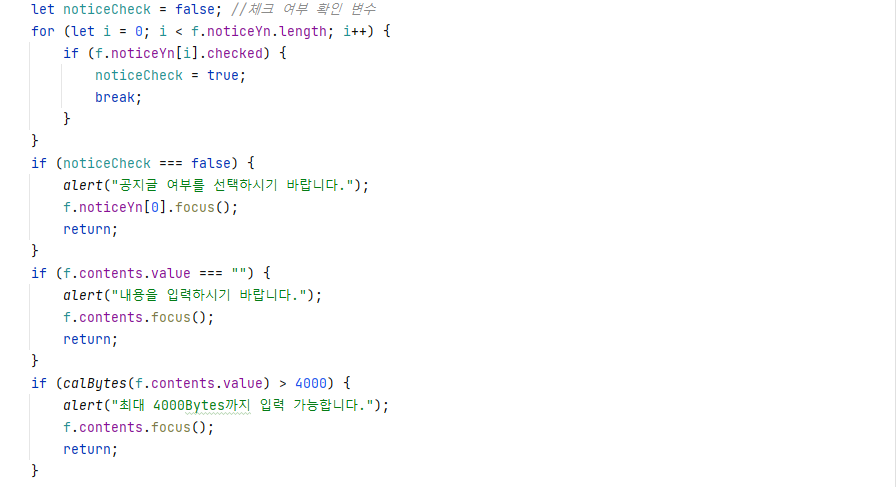 let noticeCheck = false; //체크 여부 확인 변수
for (let i = 0; i < f.noticeYn.length; i++) {
if (f.noticeYn[i].checked) {
noticeCheck = true;
break;
}
}
if (noticeCheck === false) {
alert("공지글 여부를 선택하시기 바랍니다.");
f.noticeYn[0].focus();
return;
}
if (f.contents.value === "") {
alert("내용을 입력하시기 바랍니다.");
f.contents.focus();
return;
}
if (calBytes(f.contents.value) > 4000) {
alert("최대 4000Bytes까지 입력 가능합니다.");
f.contents.focus();
return;
}